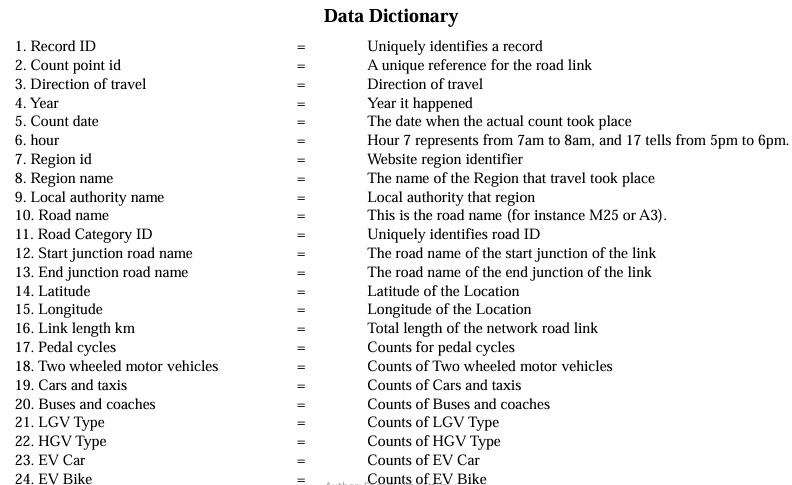 Data Dictionary
1. Record ID = Uniquely identifies a record
2. Count point id = A unique reference for the road link
3. Direction of travel = Direction of travel
4. Year = Year it happened
5. Count date = The date when the actual count took place
6. hour = Hour 7 represents from 7am to 8am, and 17 tells from 5pm to 6pm.
7. Region id = Website region identifier
8. Region name = The name of the Region that travel took place
9. Local authority name = Local authority that region
10. Road name = This is the road name (for instance M25 or A3).
11. Road Category ID = Uniquely identifies road ID
12. Start junction road name = The road name of the start junction of the link
13. End junction road name = The road name of the end junction of the link
14. Latitude = Latitude of the Location
15. Longitude = Longitude of the Location
16. Link length km = Total length of the network road link
17. Pedal cycles = Counts for pedal cycles
18. Two wheeled motor vehicles = Counts of Two wheeled motor vehicles
19. Cars and taxis = Counts of Cars and taxis
20. Buses and coaches = Counts of Buses and coaches
21. LGV Type = Counts of LGV Type
22. HGV Type = Counts of HGV Type
23. EV Car = Counts of EV Car
24. EV Bike = Counts of EV Bike